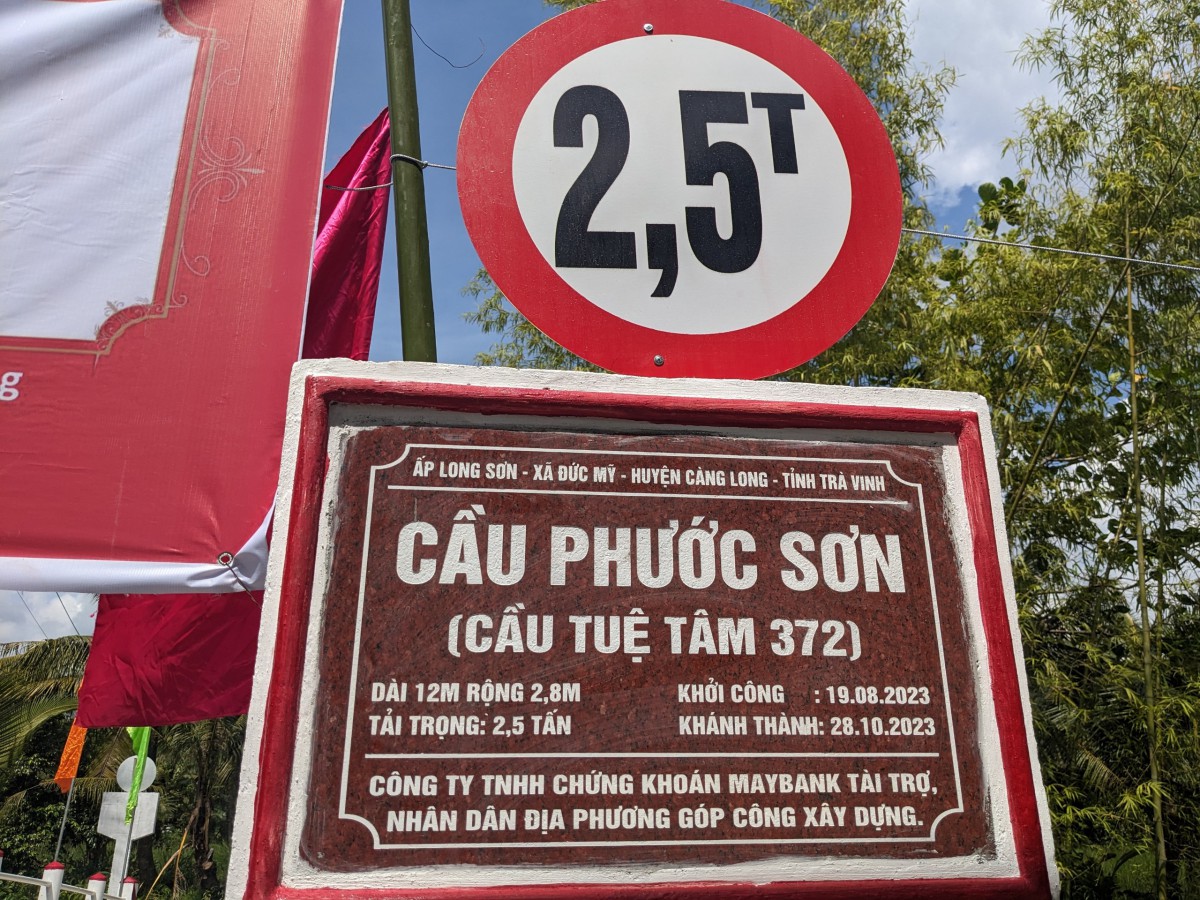 2,5T
ẤP LONG SƠN - XÃ ĐỨC MỸ - HUYỆN CÀNG LONG - TỈNH TRÀ VINH
CẦU PHƯỚC SƠN
(CẦU TUỆ TÂM 372)
DÀI 12M RỘNG 2,8M KHỞI CÔNG : 19.08.2023
TẢI TRỌNG: 2,5 TẤN KHÁNH THÀNH: 28.10.2023
CÔNG TY TNHH CHỨNG KHOÁN MAYBANK TÀI TRỢ,
NHÂN DÂN ĐỊA PHƯƠNG GÓP CÔNG XÂY DỰNG.